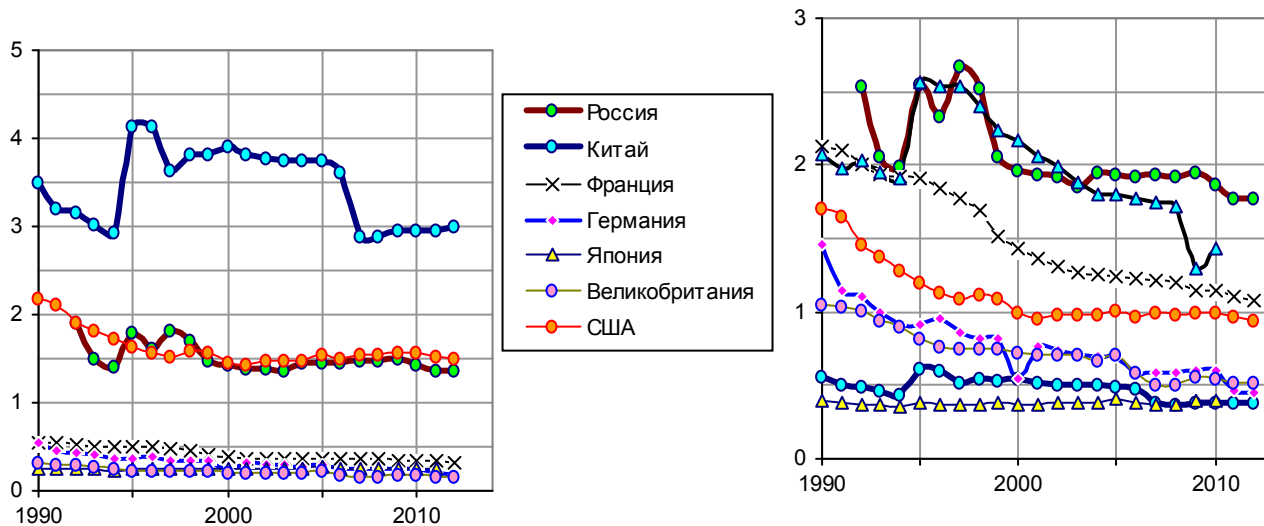 5
4
3
2
1
0
1990
2000
2010
Россия
Китай
Франция
Германия
Япония
Великобритания
США
3
2
1
0
1990
2000
2010